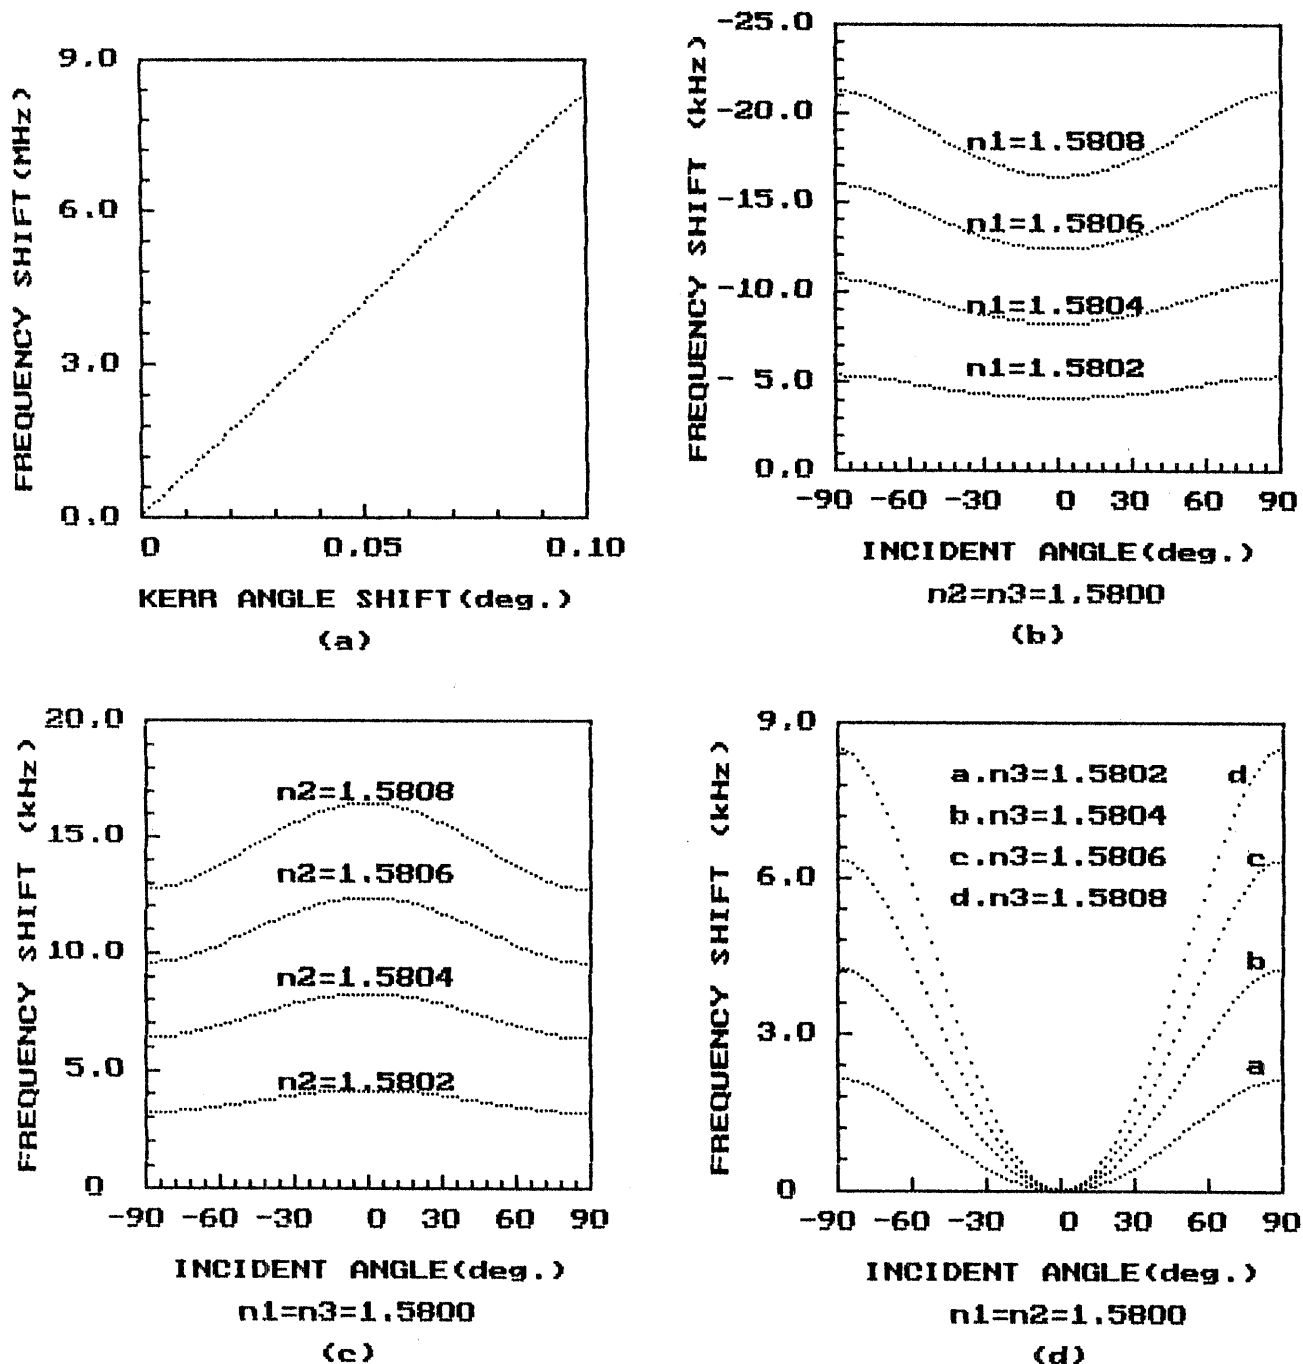 FREQUENCY SHIFT(MHz)
9.0
6.0
3.0
0.0
0 0.05 0.10
KERR ANGLE SHIFT(deg.)
(a)
FREQUENCY SHIFT (kHz)
-25.0
-20.0
-15.0
-10.0
- 5.0
0.0
n1=1.5808
n1=1.5806
n1=1.5804
n1=1.5802
-90 -60 -30 0 30 60 90
INCIDENT ANGLE(deg.)
n2=n3=1.5800
(b)
FREQUENCY SHIFT (kHz)
20.0
15.0
10.0
5.0
0
n2=1.5808
n2=1.5806
n2=1.5804
n2=1.5802
-90 -60 -30 0 30 60 90
INCIDENT ANGLE(deg.)
n1=n3=1.5800
(c)
FREQUENCY SHIFT (kHz)
9.0
6.0
3.0
0
a.n3=1.5802
b.n3=1.5804
c.n3=1.5806
d.n3=1.5808
d
c
b
a
-90 -60 -30 0 30 60 90
INCIDENT ANGLE(deg.)
n1=n2=1.5800
(d)